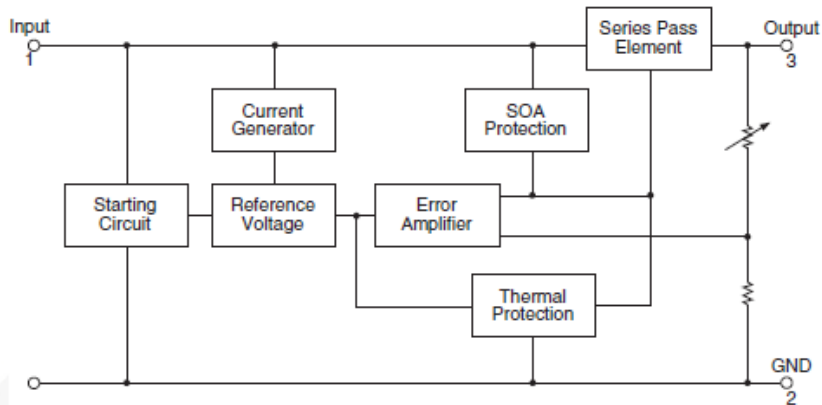 Input
1
Series Pass
Element
Output
3
Current
Generator
SOA
Protection
Starting
Circuit
Reference
Voltage
Error
Amplifier
Thermal
Protection
GND
2